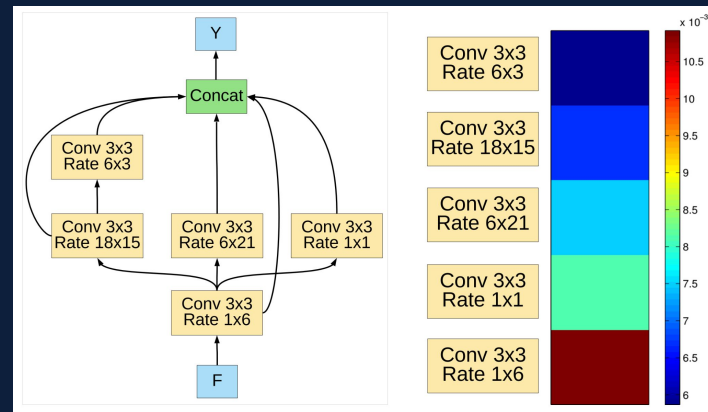 Y
Concat
Conv 3x3
Rate 6x3
Conv 3x3
Rate 18x15
Conv 3x3
Rate 6x21
Conv 3x3
Rate 1x1
Conv 3x3
Rate 1x6
F
Conv 3x3
Rate 6x3
Conv 3x3
Rate 18x15
Conv 3x3
Rate 6x21
Conv 3x3
Rate 1x1
Conv 3x3
Rate 1x6
x 10⁻³
10.5
10
9.5
9
8.5
8
7.5
7
6.5
6